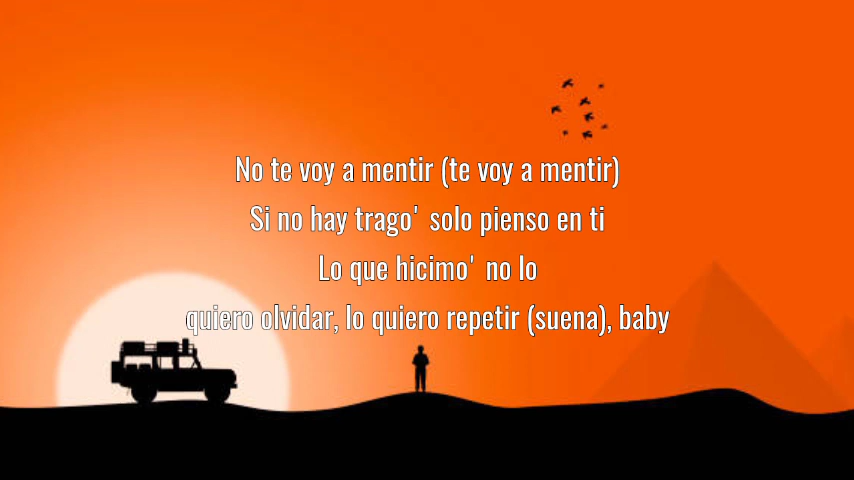 No te voy a mentir (te voy a mentir)
Si no hay trago' solo pienso en ti
Lo que hicimo' no lo
quiero olvidar, lo quiero repetir (suena), baby